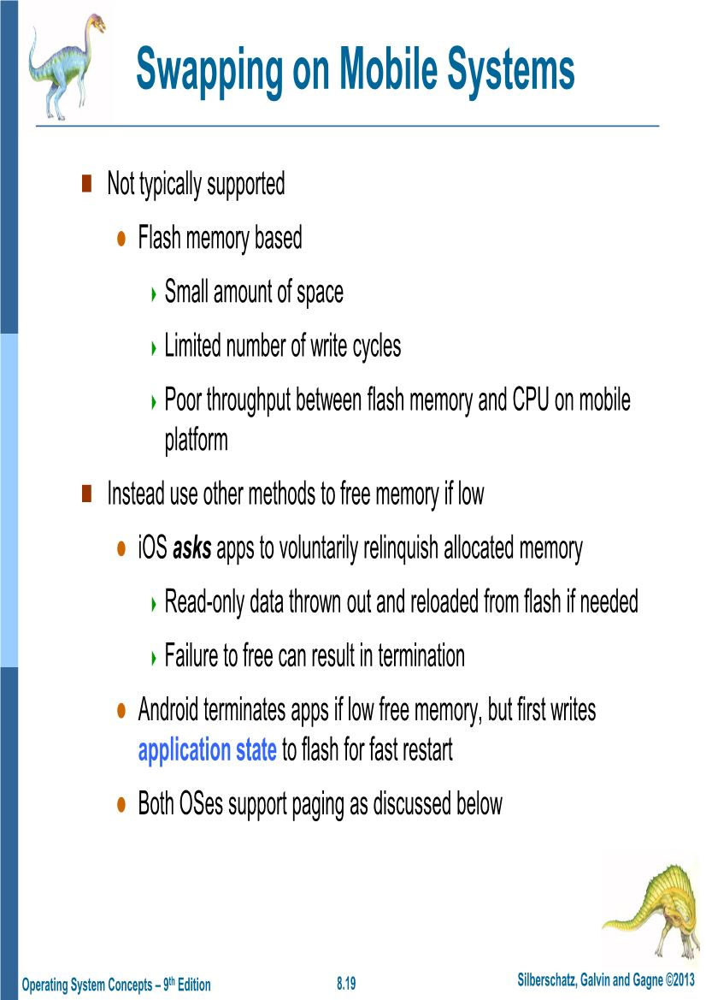 Swapping on Mobile Systems
Not typically supported
Flash memory based
Small amount of space
Limited number of write cycles
Poor throughput between flash memory and CPU on mobile
platform
Instead use other methods to free memory if low
iOS asks apps to voluntarily relinquish allocated memory
Read-only data thrown out and reloaded from flash if needed
Failure to free can result in termination
Android terminates apps if low free memory, but first writes
application state to flash for fast restart
Both OSes support paging as discussed below
Operating System Concepts – 9th Edition
8.19
Silberschatz, Galvin and Gagne ©2013